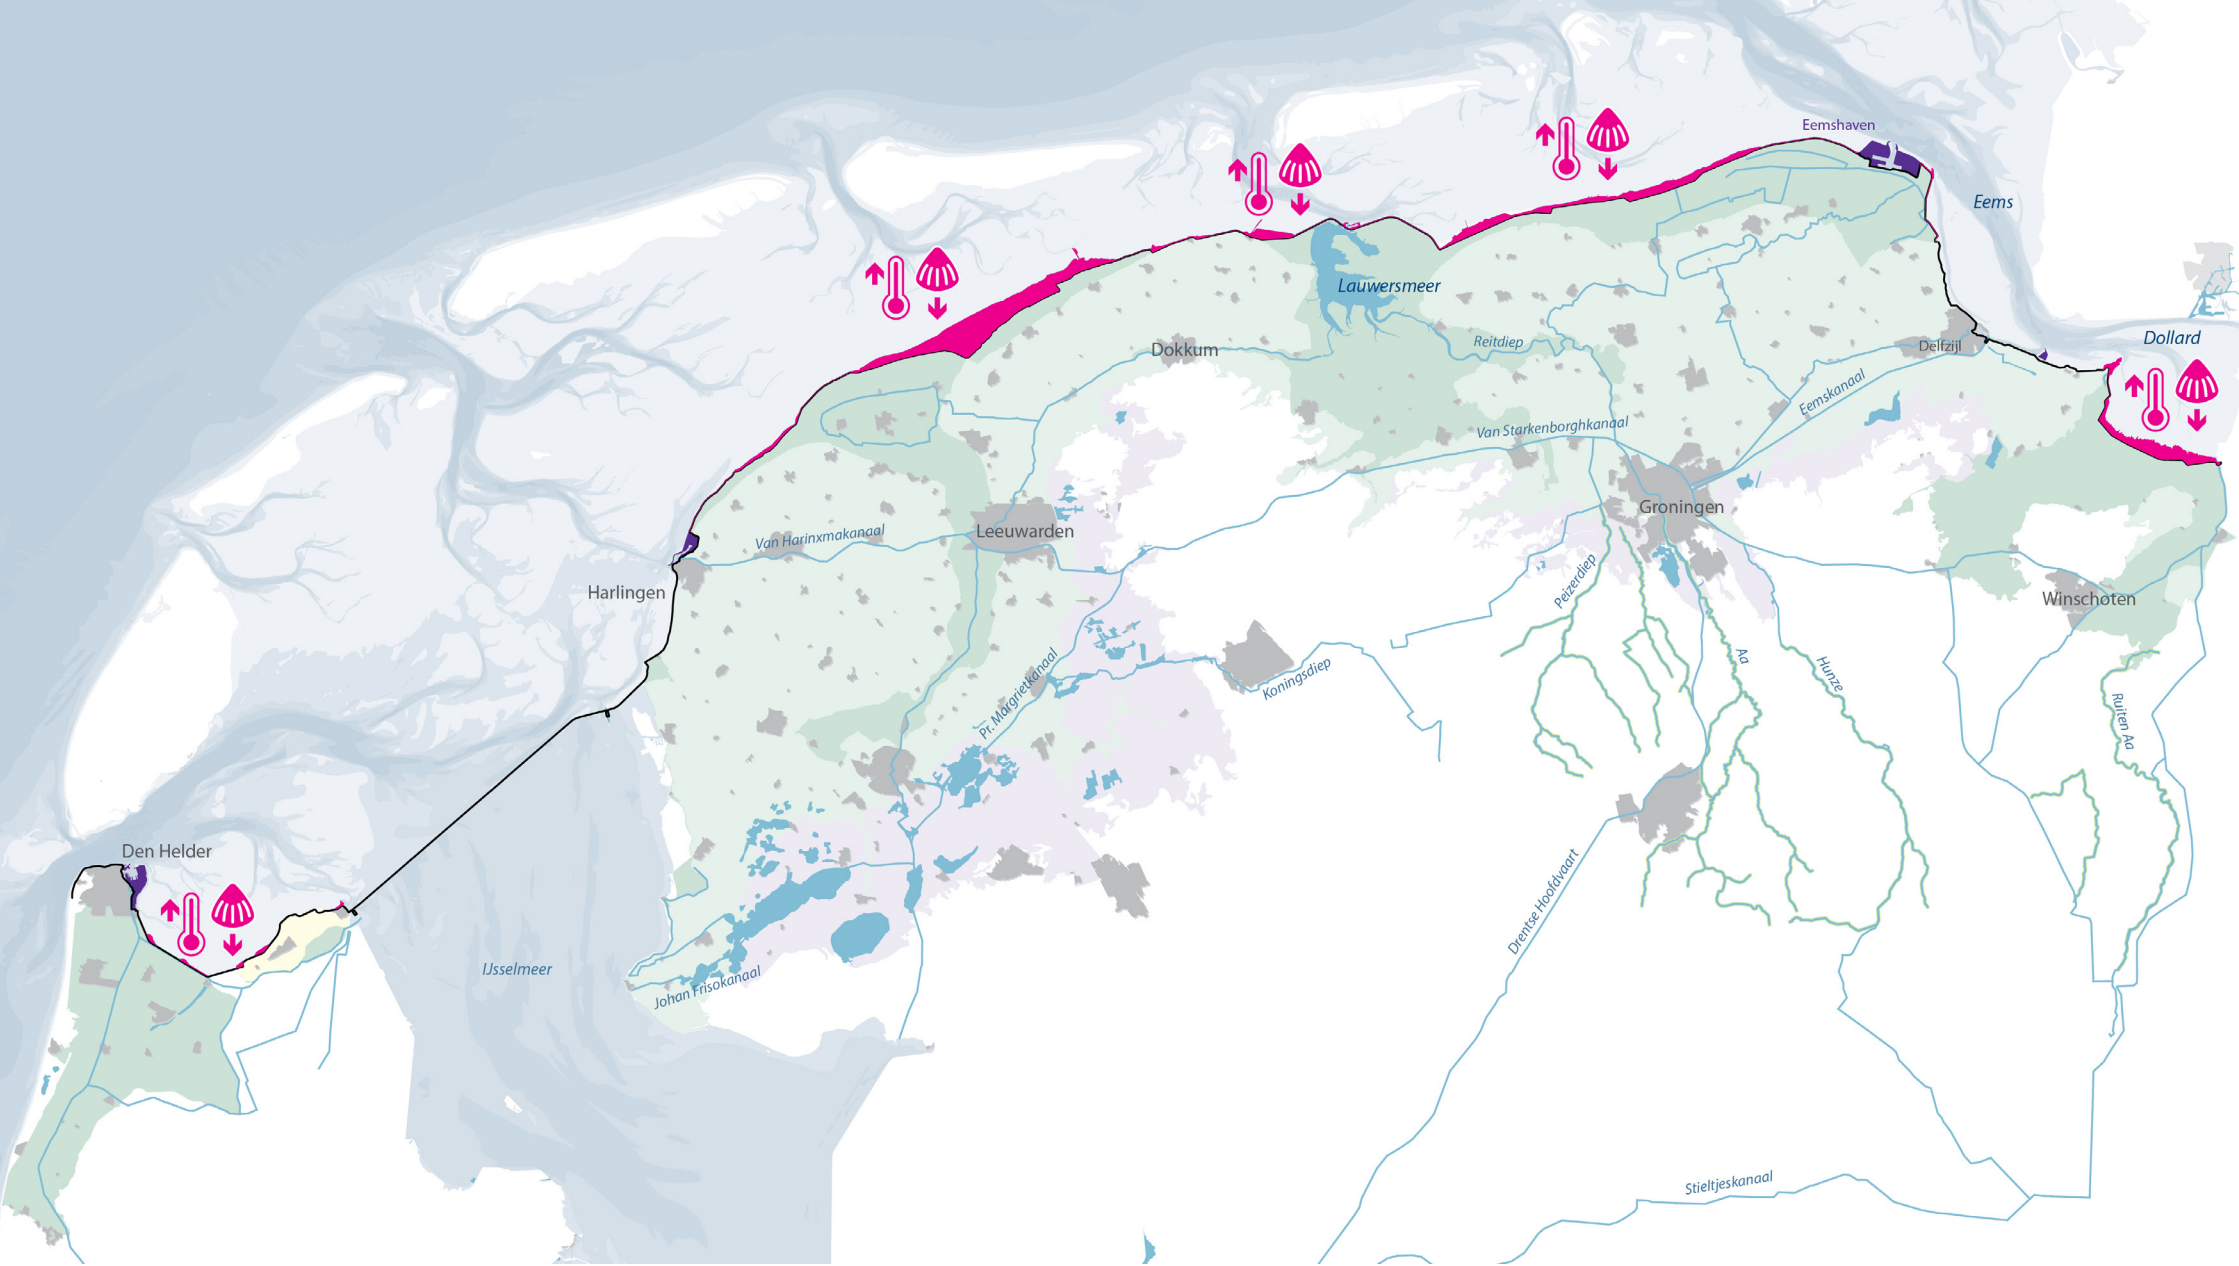 Eemshaven
Eems
Lauwersmeer
Dollard
Reitdiep
Delfzijl
Dokkum
Eemskanaal
Van Starkenborghkanaal
Groningen
Leeuwarden
Van Harinxmakanaal
Harlingen
Peizerdiep
Winschoten
Aa
Hunze
Koningsdiep
Pr. Margrietkanaal
Ruiten Aa
Den Helder
Drentse Hoofdvaart
IJsselmeer
Johan Frisokanaal
Stieltjeskanaal